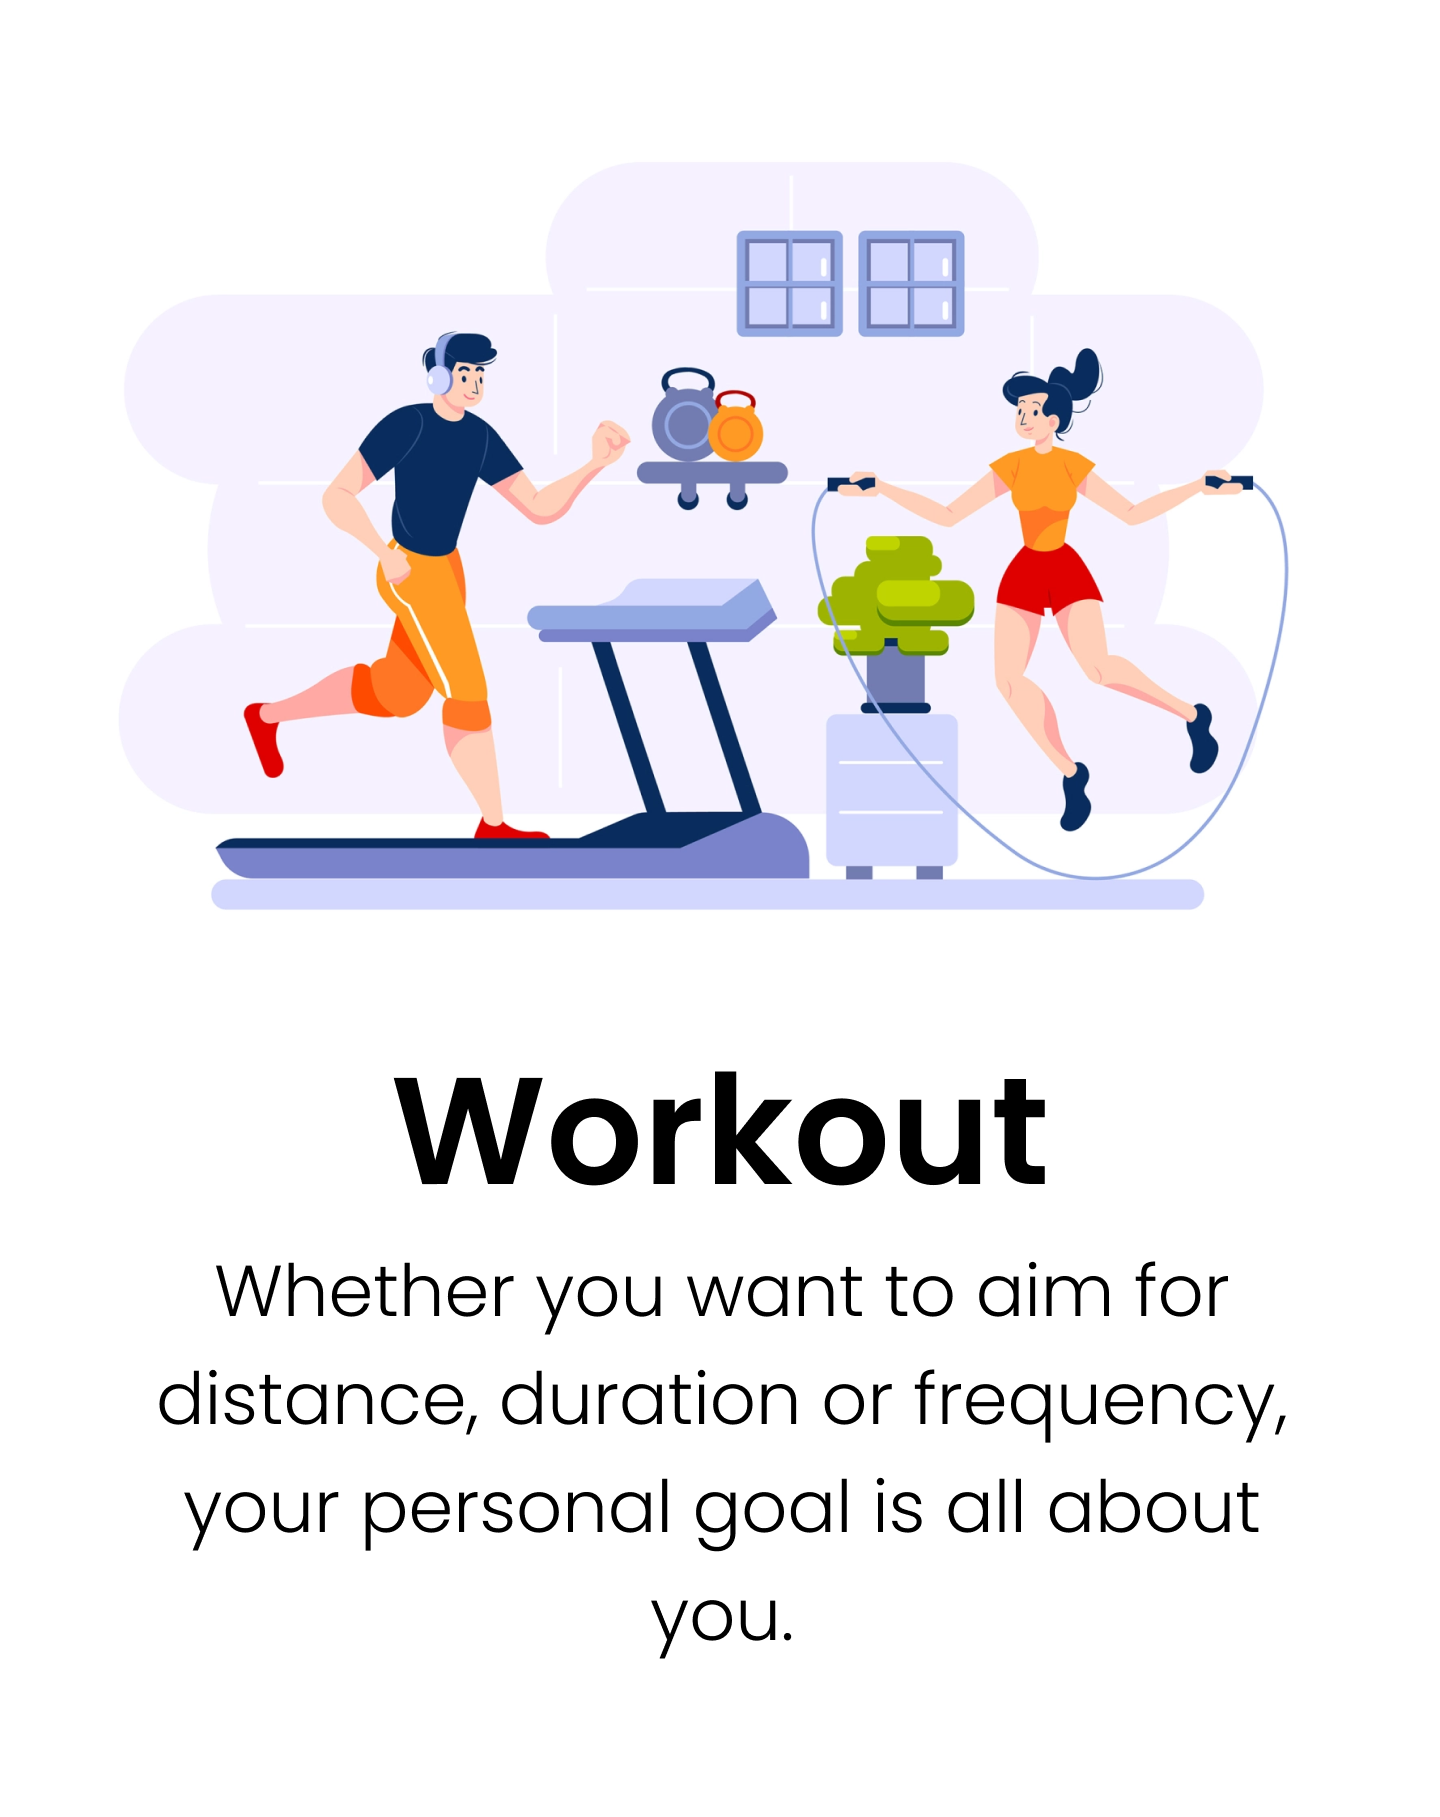 Workout
Whether you want to aim for
distance, duration or frequency,
your personal goal is all about
you.